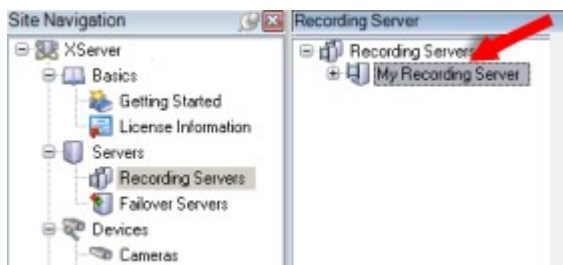 Site Navigation
XServer
Basics
Getting Started
License Information
Servers
Recording Servers
Failover Servers
Devices
Cameras
Recording Server
Recording Servers
My Recording Server